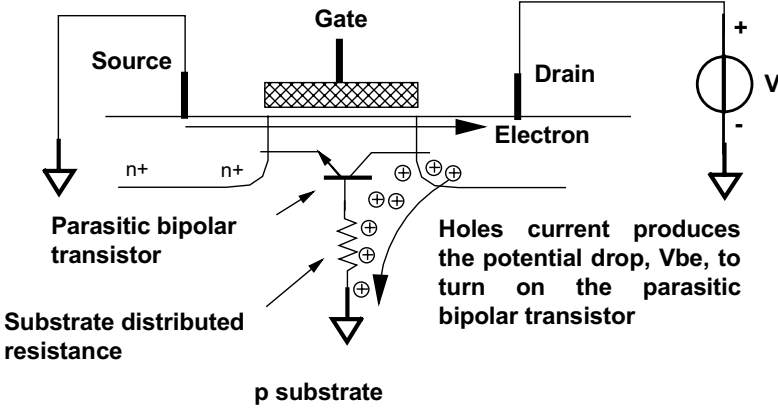 Gate
+
Source
Drain
V
-
Electron
n+
n+
Parasitic bipolar
transistor
Holes current produces
the potential drop, Vbe, to
turn on the parasitic
bipolar transistor
Substrate distributed
resistance
p substrate